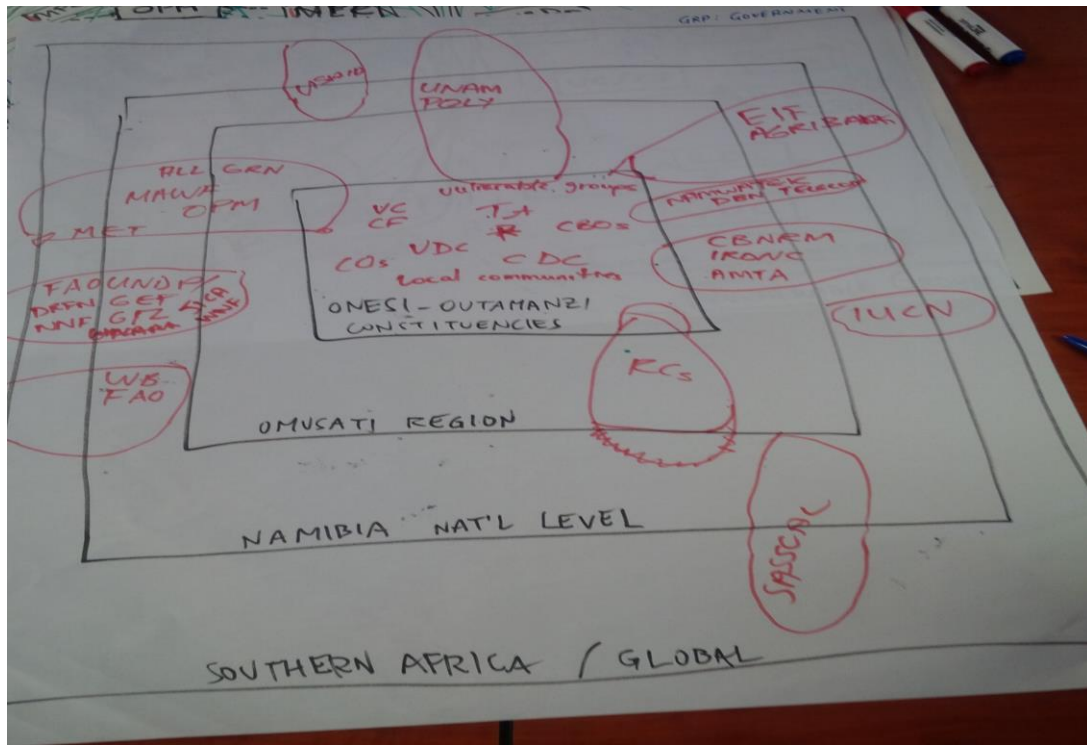 GRP: GOVERNMENT
USAID
UNAM
POLY
EIF
AGRIBANK
ALL GRN
MAWF
OPM
MET
vulnerable groups
VC
CF
TA
CBOs
VDC
COs
CDC
local communities
ONESI-OUTAMANZI
CONSTITUENCIES
TELECOM
CBNRM
IRDNC
AMTA
FAO UNDP
DRFN GEF
NNF GIZ
IUCN
WB
FAO
RCs
OMUSATI REGION
NAMIBIA NAT'L LEVEL
SASSCAL
SOUTHERN AFRICA / GLOBAL